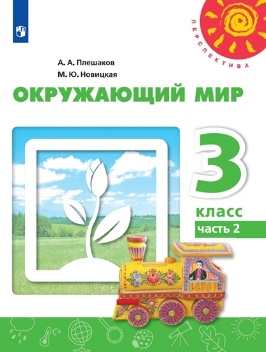 ПЕРСПЕКТИВА
А. А. Плешаков
М. Ю. Новицкая
ОКРУЖАЮЩИЙ МИР
3
класс
часть 2